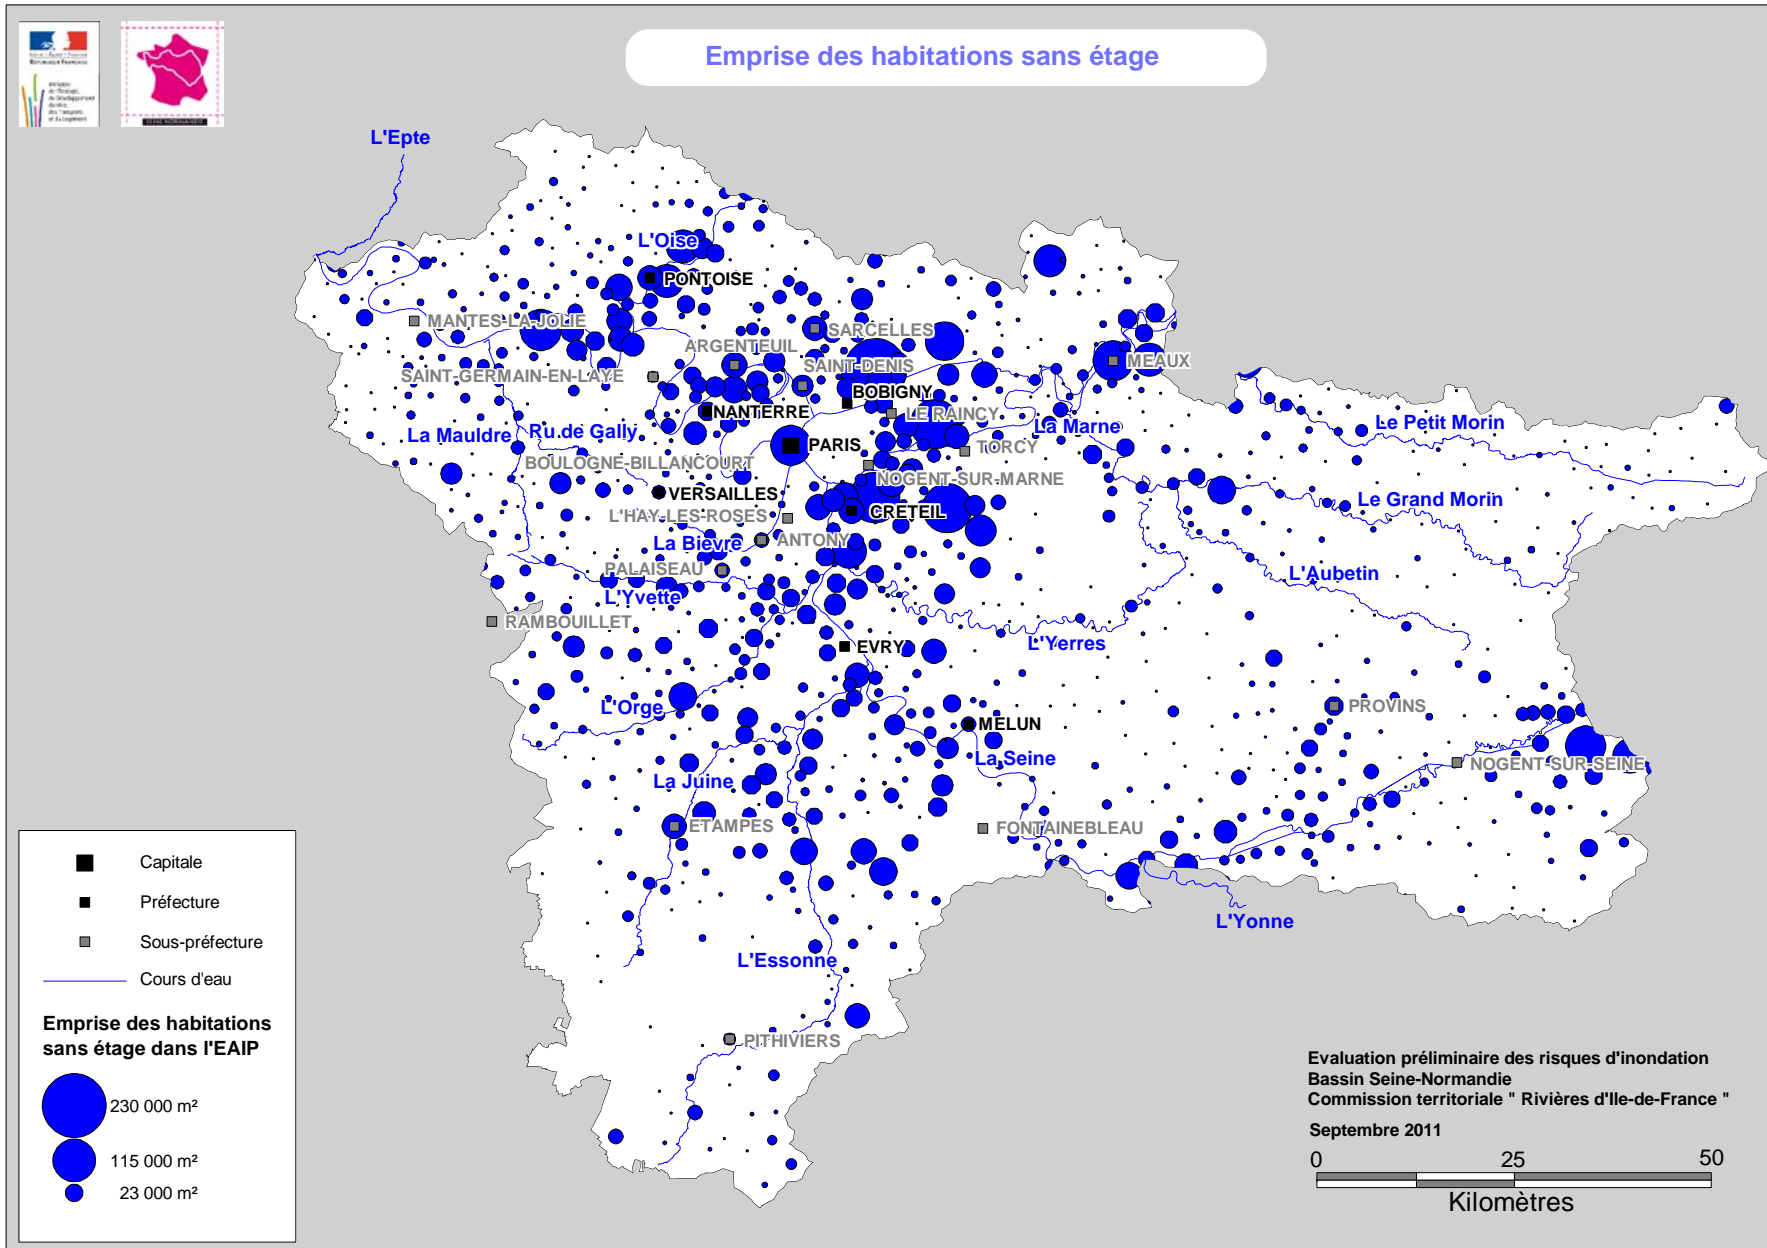 Emprise des habitations sans étage
RÉPUBLIQUE FRANÇAISE
L'Epte
L'Oise
PONTOISE
MANTES-LA-JOLIE
SARCELLES
ARGENTEUIL
SAINT-DENIS
MEAUX
SAINT-GERMAIN-EN-LAYE
BOBIGNY
NANTERRE
LE RAINCY
La Mauldre
Ru de Gally
PARIS
La Marne
Le Petit Morin
TORCY
BOULOGNE-BILLANCOURT
NOGENT-SUR-MARNE
VERSAILLES
Le Grand Morin
L'HAY-LES-ROSES
CRETEIL
La Bievre
ANTONY
PALAISEAU
L'Aubetin
L'Yvette
RAMBOUILLET
EVRY
L'Yerres
L'Orge
PROVINS
MELUN
La Seine
NOGENT-SUR-SEINE
La Juine
ETAMPES
FONTAINEBLEAU
L'Yonne
L'Essonne
PITHIVIERS
Capitale
Préfecture
Sous-préfecture
Cours d'eau
Emprise des habitations
sans étage dans l'EAIP
230 000 m²
115 000 m²
23 000 m²
Evaluation préliminaire des risques d'inondation
Bassin Seine-Normandie
Commission territoriale " Rivières d'Ile-de-France "
Septembre 2011
0 25 50
Kilomètres